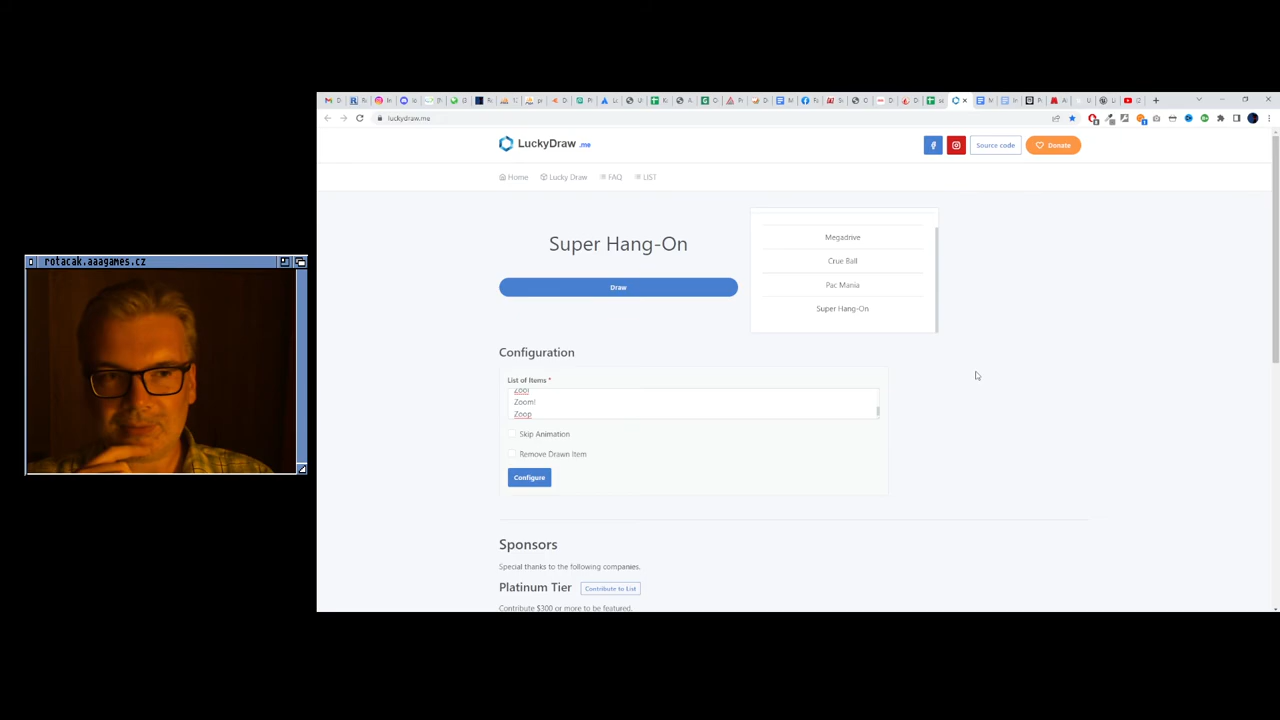 luckydraw.me
LuckyDraw .me
Source code
Donate
Home
Lucky Draw
FAQ
LIST
Super Hang-On
Draw
Megadrive
Crue Ball
Pac Mania
Super Hang-On
rotacak.aaagames.cz
Configuration
List of Items *
Zool
Zoom!
Zoop
Skip Animation
Remove Drawn Item
Configure
Sponsors
Special thanks to the following companies.
Platinum Tier
Contribute to List
Contribute $300 or more to be featured.